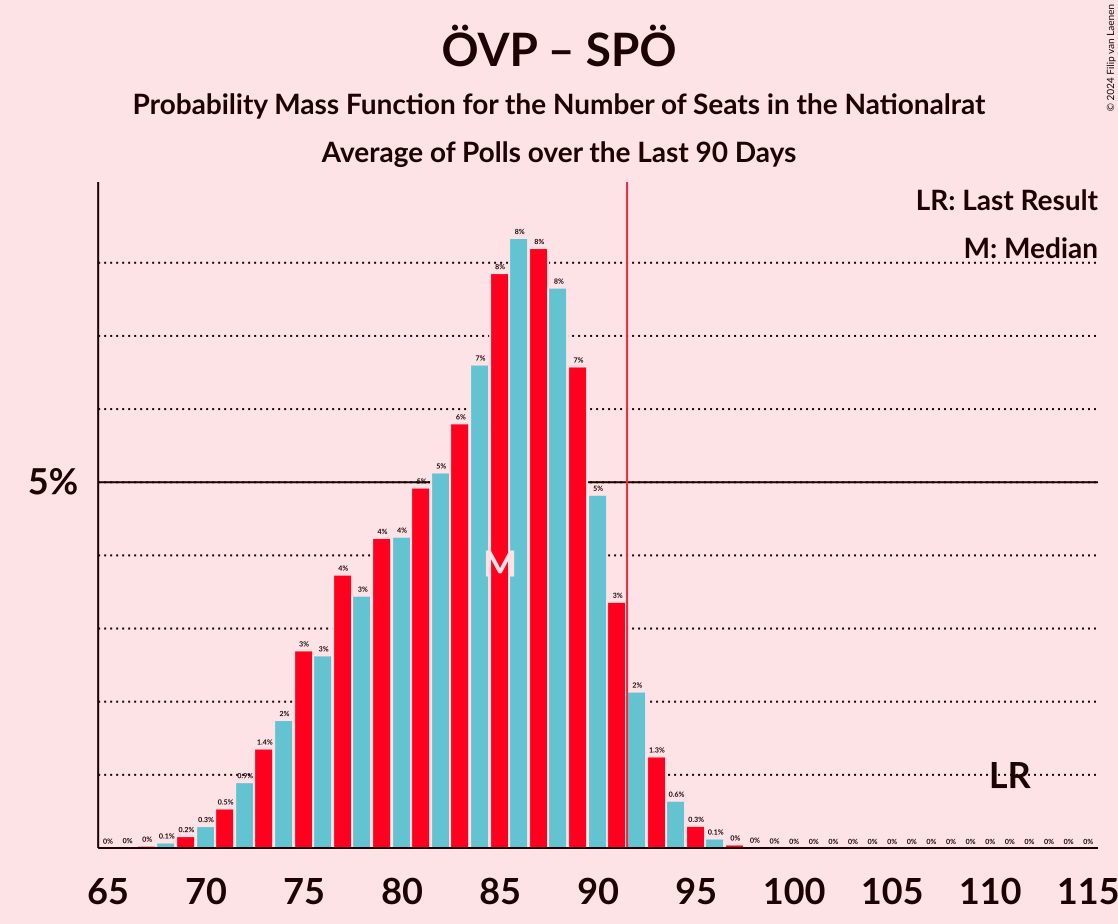 ÖVP – SPÖ
Probability Mass Function for the Number of Seats in the Nationalrat
Average of Polls over the Last 90 Days
© 2024 Filip van Laenen
LR: Last Result
M: Median
5%
0% 0% 0% 0.1% 0.2% 0.3% 0.5% 0.9% 1.4% 2% 3% 3% 4% 3% 4% 4% 5% 5% 6% 7% 8% 8% 8% 8% 7% 5% 3% 2% 1.3% 0.6% 0.3% 0.1% 0% 0% 0% 0% 0% 0% 0% 0% 0% 0% 0% 0% 0% 0% 0% 0% 0% 0% 0%
M
LR
65 70 75 80 85 90 95 100 105 110 115